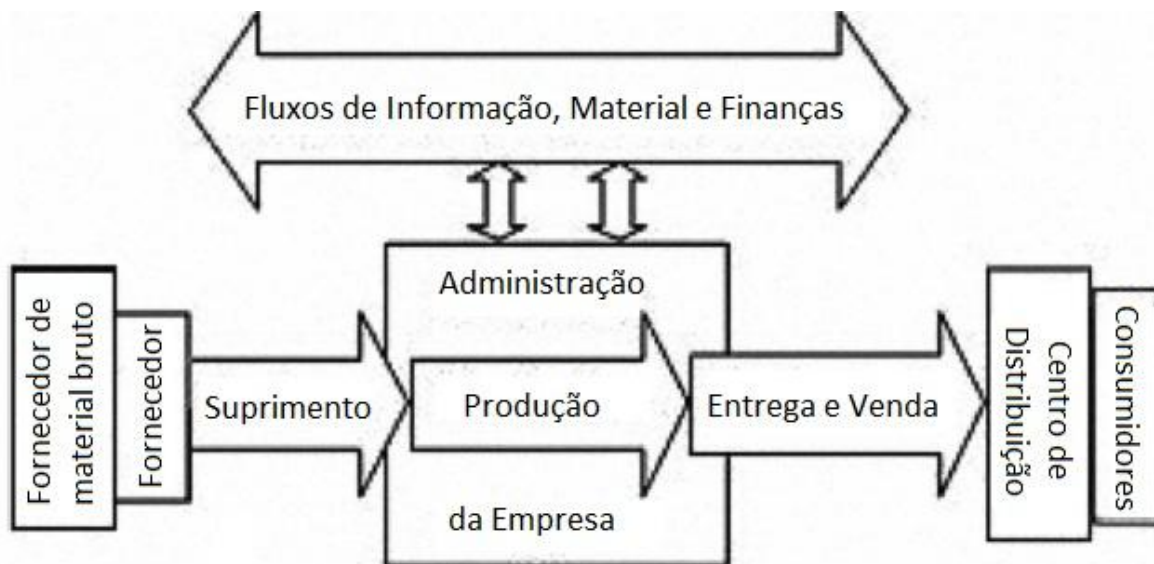 Fluxos de Informação, Material e Finanças
Administração
Fornecedor de
material bruto
Fornecedor
Suprimento
Produção
Entrega e Venda
Centro de
Distribuição
Consumidores
da Empresa